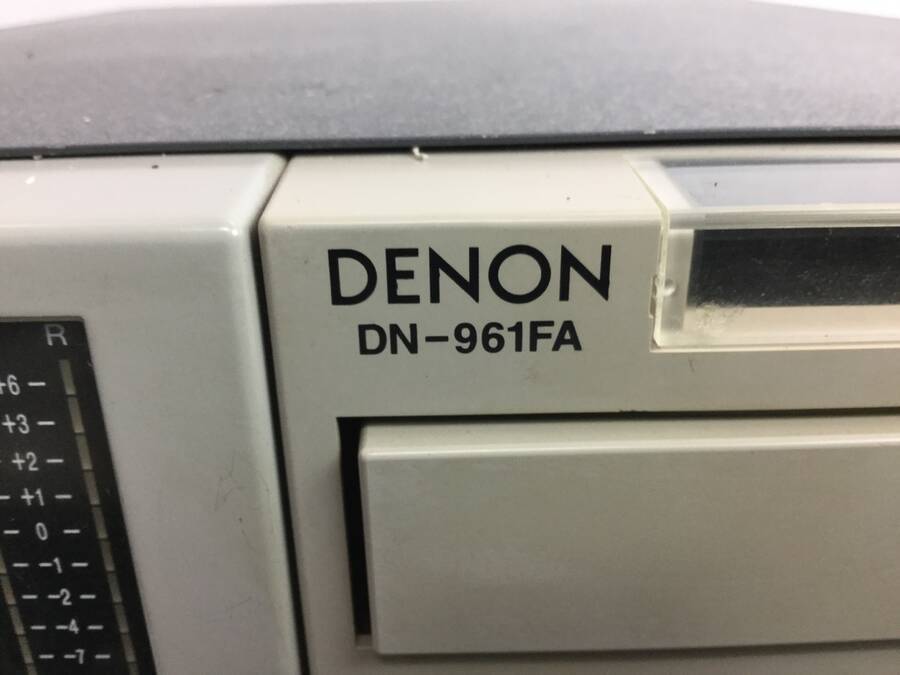 DENON
DN-961FA
R
+6 –
+3 –
+2 –
– +1 –
– 0 –
– -1 –
– -2 –
– -4 –
– -7 –